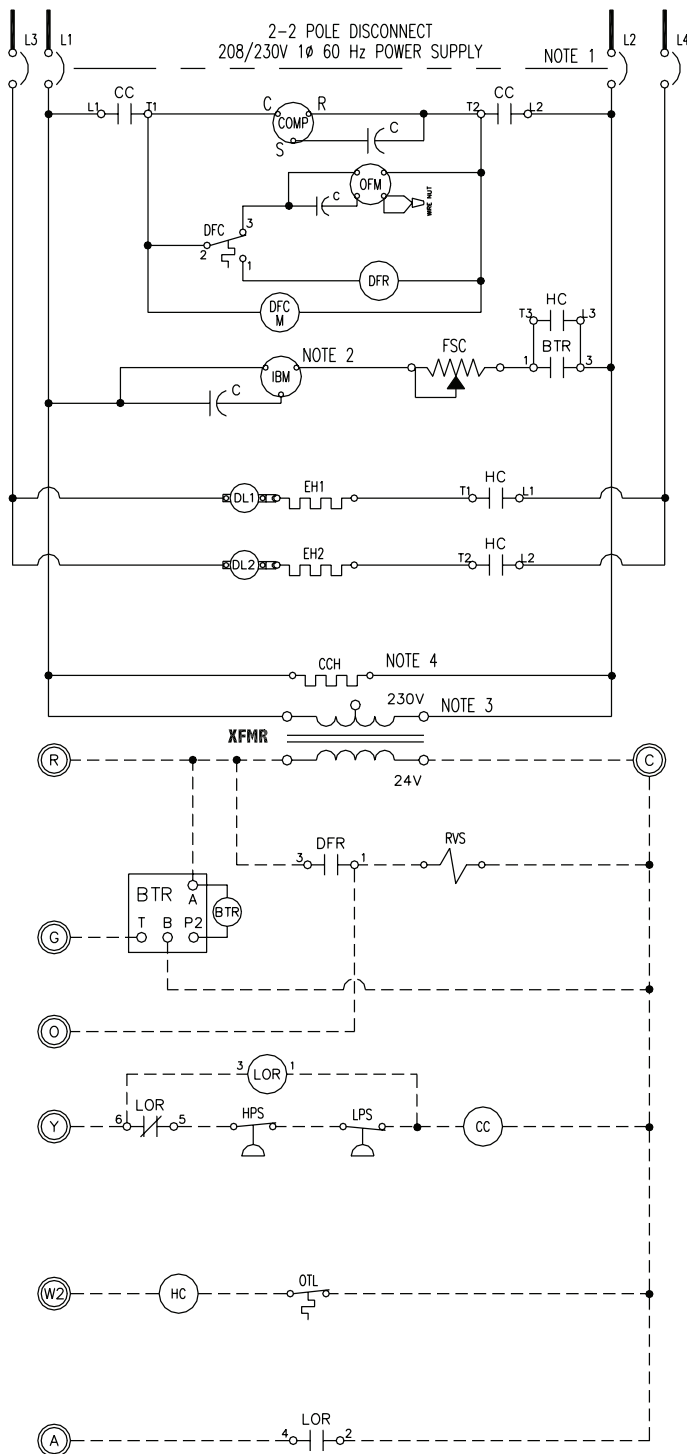 2-2 POLE DISCONNECT
L3 L1 208/230V 1ø 60 Hz POWER SUPPLY NOTE 1 L2 L4
L1 CC T1 C COMP R T2 CC L2
S C
OFM
C WIRE NUT
DFC 3
2
1 DFR
DFC
M
HC
T3 L3
NOTE 2 FSC BTR
IBM 1 3
C
DL1 EH1 T1 HC L1
DL2 EH2 T2 HC L2
CCH NOTE 4
230V NOTE 3
XFMR
R C
24V
3 DFR 1 RVS
BTR A
BTR
G T B P2
O
3 LOR 1
Y 6 LOR 5 HPS LPS CC
W2 HC OTL
A 4 LOR 2